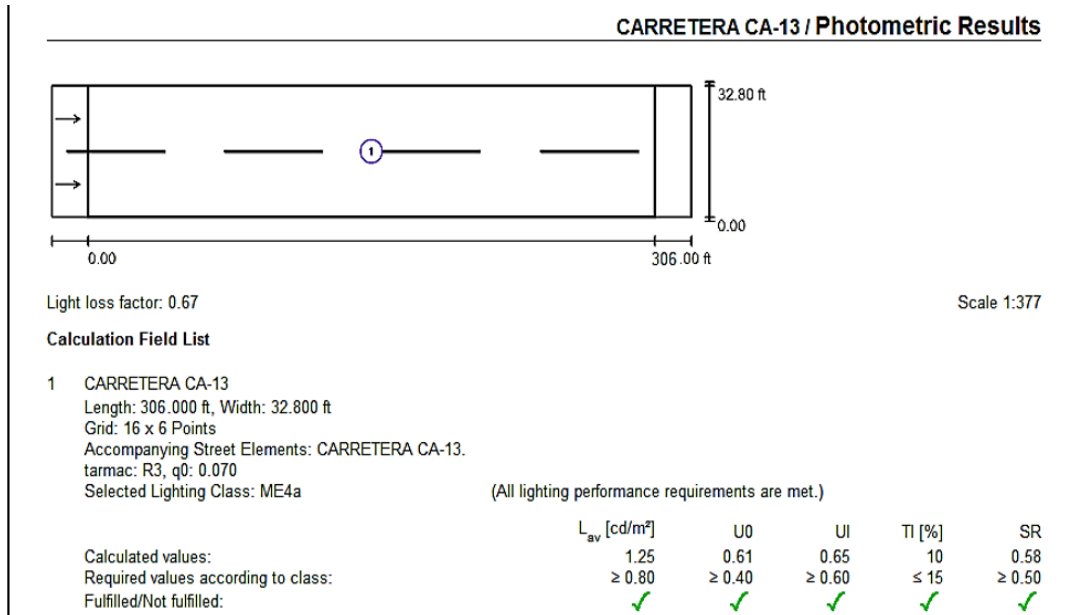 CARRETERA CA-13 / Photometric Results
32.80 ft
1
0.00
0.00 306.00 ft
Light loss factor: 0.67 Scale 1:377
Calculation Field List
1 CARRETERA CA-13
Length: 306.000 ft, Width: 32.800 ft
Grid: 16 x 6 Points
Accompanying Street Elements: CARRETERA CA-13.
tarmac: R3, q0: 0.070
Selected Lighting Class: ME4a (All lighting performance requirements are met.)
Lav [cd/m²] U0 UI TI [%] SR
Calculated values: 1.25 0.61 0.65 10 0.58
Required values according to class: ≥ 0.80 ≥ 0.40 ≥ 0.60 ≤ 15 ≥ 0.50
Fulfilled/Not fulfilled: ✓ ✓ ✓ ✓ ✓